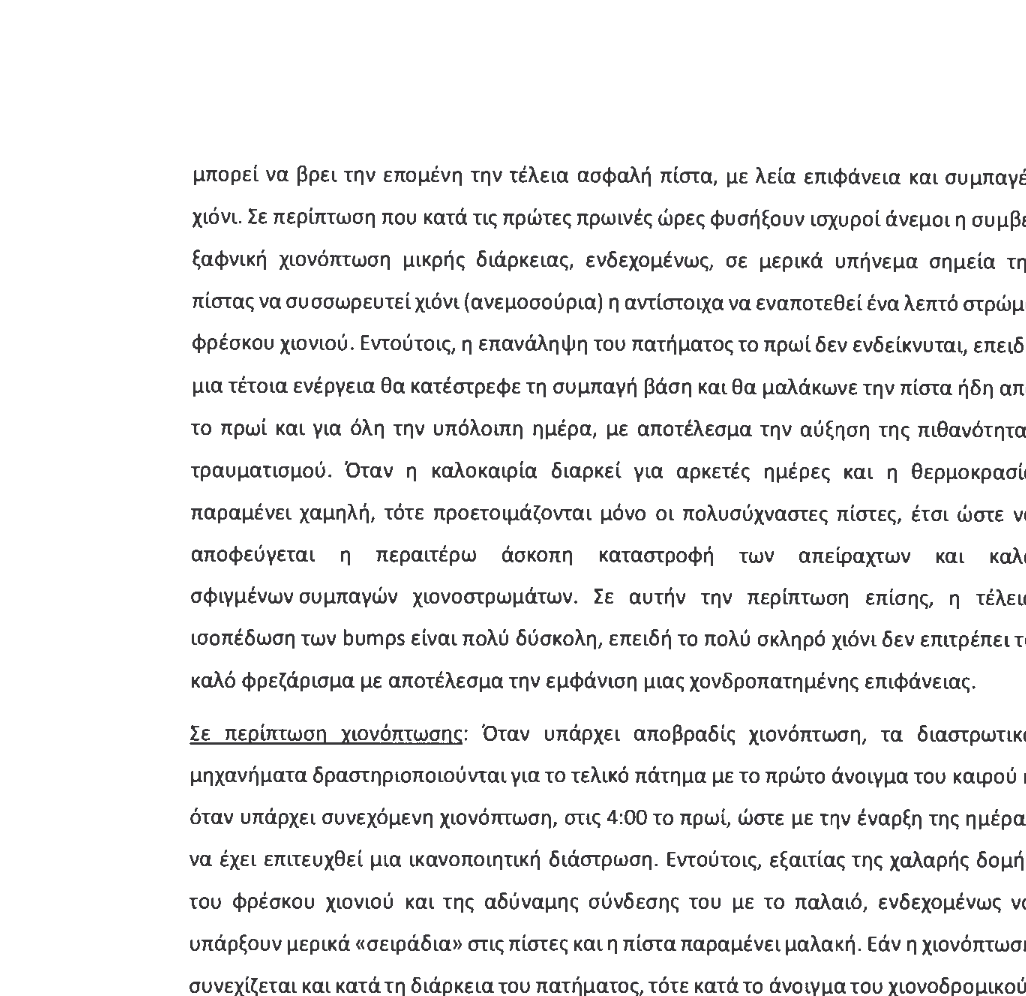 μπορεί να βρει την επομένη την τέλεια ασφαλή πίστα, με λεία επιφάνεια και συμπαγέ
χιόνι. Σε περίπτωση που κατά τις πρώτες πρωινές ώρες φυσήξουν ισχυροί άνεμοι η συμβε
ξαφνική χιονόπτωση μικρής διάρκειας, ενδεχομένως, σε μερικά υπήνεμα σημεία τη
πίστας να συσσωρευτεί χιόνι (ανεμοσούρια) η αντίστοιχα να εναποτεθεί ένα λεπτό στρώμ
φρέσκου χιονιού. Εντούτοις, η επανάληψη του πατήματος το πρωί δεν ενδείκνυται, επειδ
μια τέτοια ενέργεια θα κατέστρεφε τη συμπαγή βάση και θα μαλάκωνε την πίστα ήδη απ
το πρωί και για όλη την υπόλοιπη ημέρα, με αποτέλεσμα την αύξηση της πιθανότητα
τραυματισμού. Όταν η καλοκαιρία διαρκεί για αρκετές ημέρες και η θερμοκρασί
παραμένει χαμηλή, τότε προετοιμάζονται μόνο οι πολυσύχναστες πίστες, έτσι ώστε ν
αποφεύγεται η περαιτέρω άσκοπη καταστροφή των απείραχτων και καλ
σφιγμένων συμπαγών χιονοστρωμάτων. Σε αυτήν την περίπτωση επίσης, η τέλει
ισοπέδωση των bumps είναι πολύ δύσκολη, επειδή το πολύ σκληρό χιόνι δεν επιτρέπει τ
καλό φρεζάρισμα με αποτέλεσμα την εμφάνιση μιας χονδροπατημένης επιφάνειας.
Σε περίπτωση χιονόπτωσης: Όταν υπάρχει αποβραδίς χιονόπτωση, τα διαστρωτικ
μηχανήματα δραστηριοποιούνται για το τελικό πάτημα με το πρώτο άνοιγμα του καιρού
όταν υπάρχει συνεχόμενη χιονόπτωση, στις 4:00 το πρωί, ώστε με την έναρξη της ημέρα
να έχει επιτευχθεί μια ικανοποιητική διάστρωση. Εντούτοις, εξαιτίας της χαλαρής δομή
του φρέσκου χιονιού και της αδύναμης σύνδεσης του με το παλαιό, ενδεχομένως ν
υπάρξουν μερικά «σειράδια» στις πίστες και η πίστα παραμένει μαλακή. Εάν η χιονόπτωσ
συνεχίζεται και κατά τη διάρκεια του πατήματος, τότε κατά το άνοιγμα του χιονοδρομικού